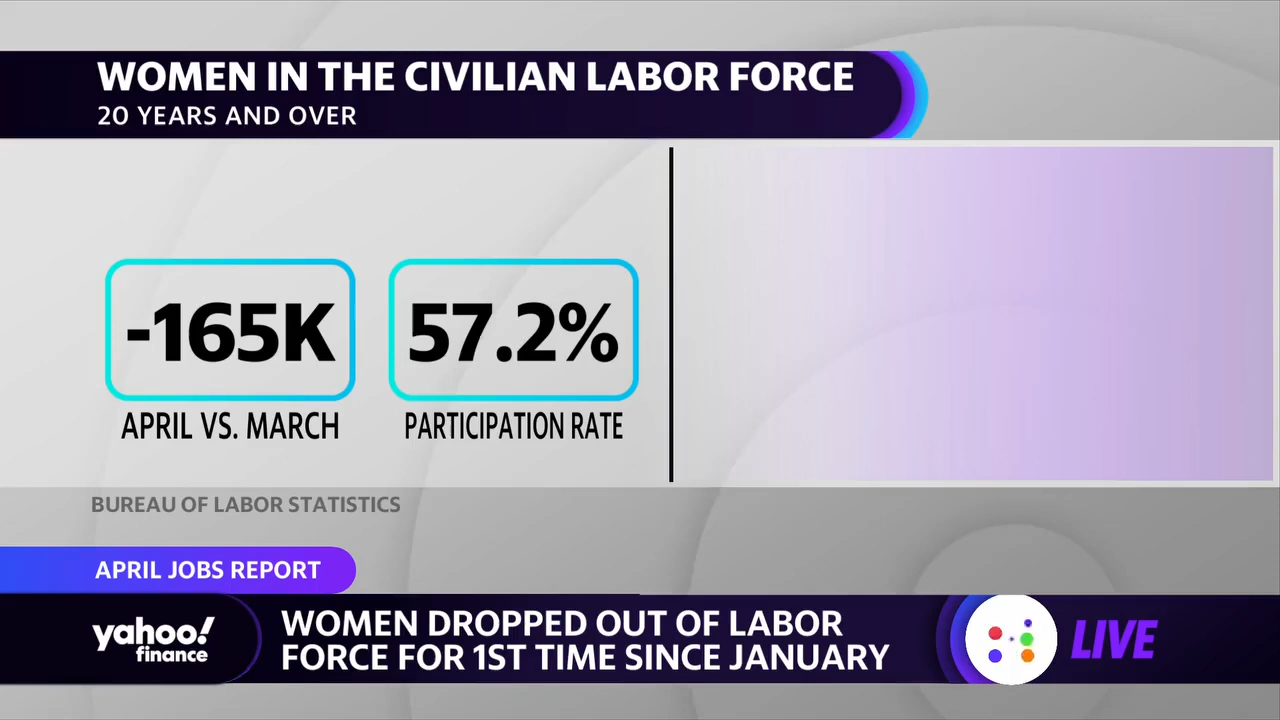 WOMEN IN THE CIVILIAN LABOR FORCE
20 YEARS AND OVER
-165K
57.2%
APRIL VS. MARCH
PARTICIPATION RATE
BUREAU OF LABOR STATISTICS
APRIL JOBS REPORT
yahoo!
finance
WOMEN DROPPED OUT OF LABOR
FORCE FOR 1ST TIME SINCE JANUARY
LIVE